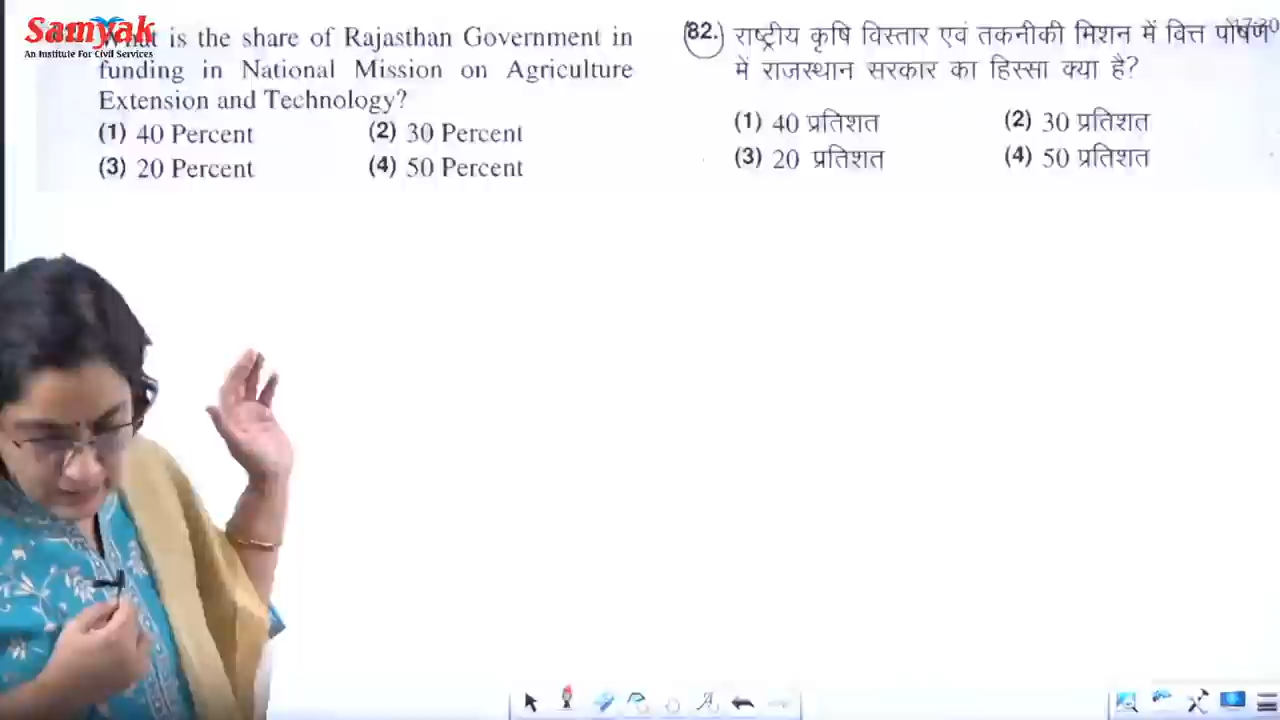 Samyak
An Institute For Civil Services
What is the share of Rajasthan Government in
funding in National Mission on Agriculture
Extension and Technology?
(1) 40 Percent
(2) 30 Percent
(3) 20 Percent
(4) 50 Percent
82. राष्ट्रीय कृषि विस्तार एवं तकनीकी मिशन में वित्त पोषण
में राजस्थान सरकार का हिस्सा क्या है?
(1) 40 प्रतिशत
(2) 30 प्रतिशत
(3) 20 प्रतिशत
(4) 50 प्रतिशत